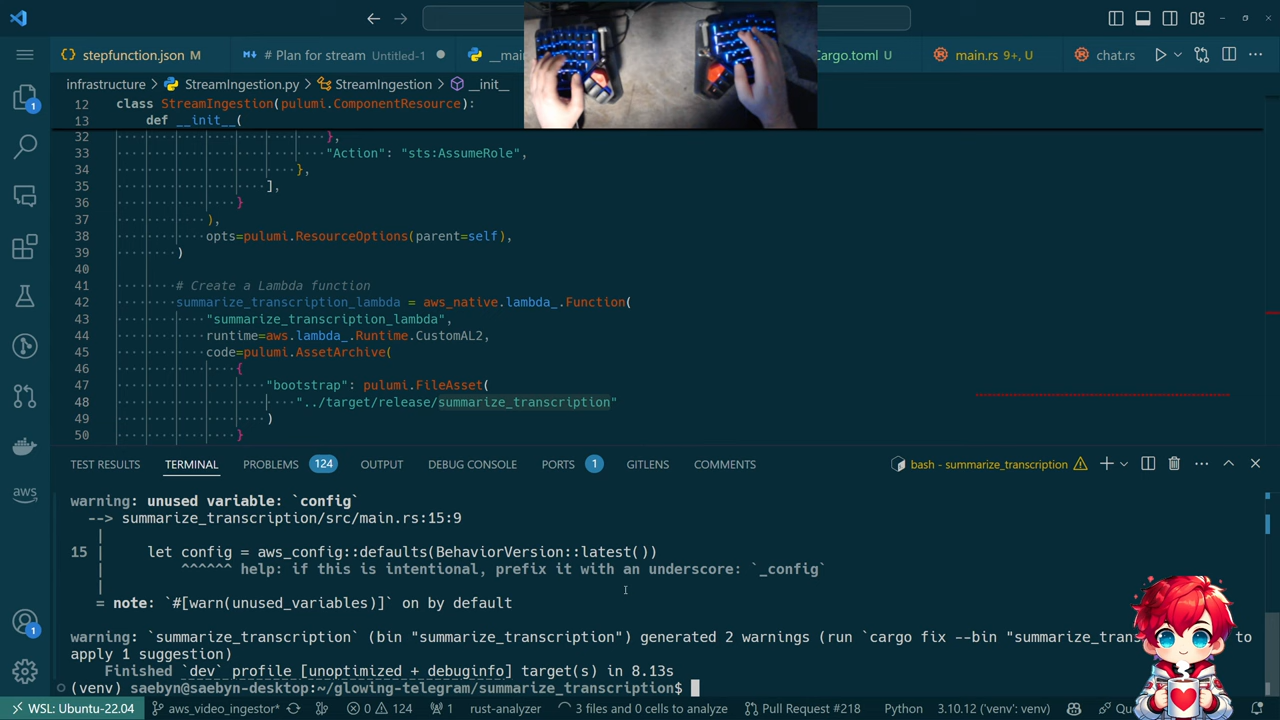 stepfunction.json M
# Plan for stream Untitled-1
Cargo.toml U
main.rs 9+, U
chat.rs
infrastructure > StreamIngestion.py > StreamIngestion > __init__
12 class StreamIngestion(pulumi.ComponentResource):
13 def __init__(
32 },
33 "Action": "sts:AssumeRole",
34 },
35 ],
36 }
37 ),
38 opts=pulumi.ResourceOptions(parent=self),
39 )
40
41 # Create a Lambda function
42 summarize_transcription_lambda = aws_native.lambda_.Function(
43 "summarize_transcription_lambda",
44 runtime=aws.lambda_.Runtime.CustomAL2,
45 code=pulumi.AssetArchive(
46 {
47 "bootstrap": pulumi.FileAsset(
48 "../target/release/summarize_transcription"
49 )
50 }
TEST RESULTS TERMINAL PROBLEMS 124 OUTPUT DEBUG CONSOLE PORTS 1 GITLENS COMMENTS bash - summarize_transcription
warning: unused variable: `config`
--> summarize_transcription/src/main.rs:15:9
|
15 | let config = aws_config::defaults(BehaviorVersion::latest())
| ^^^^^^ help: if this is intentional, prefix it with an underscore: `_config`
|
= note: `#[warn(unused_variables)]` on by default
warning: `summarize_transcription` (bin "summarize_transcription") generated 2 warnings (run `cargo fix --bin "summarize_trans to
apply 1 suggestion)
Finished `dev` profile [unoptimized + debuginfo] target(s) in 8.13s
(venv) saebyn@saebyn-desktop:~/glowing-telegram/summarize_transcription$
WSL: Ubuntu-22.04 aws_video_ingestor* 0 124 1 rust-analyzer 3 files and 0 cells to analyze Pull Request #218 Python 3.10.12 ('venv': venv)
aws
1
1